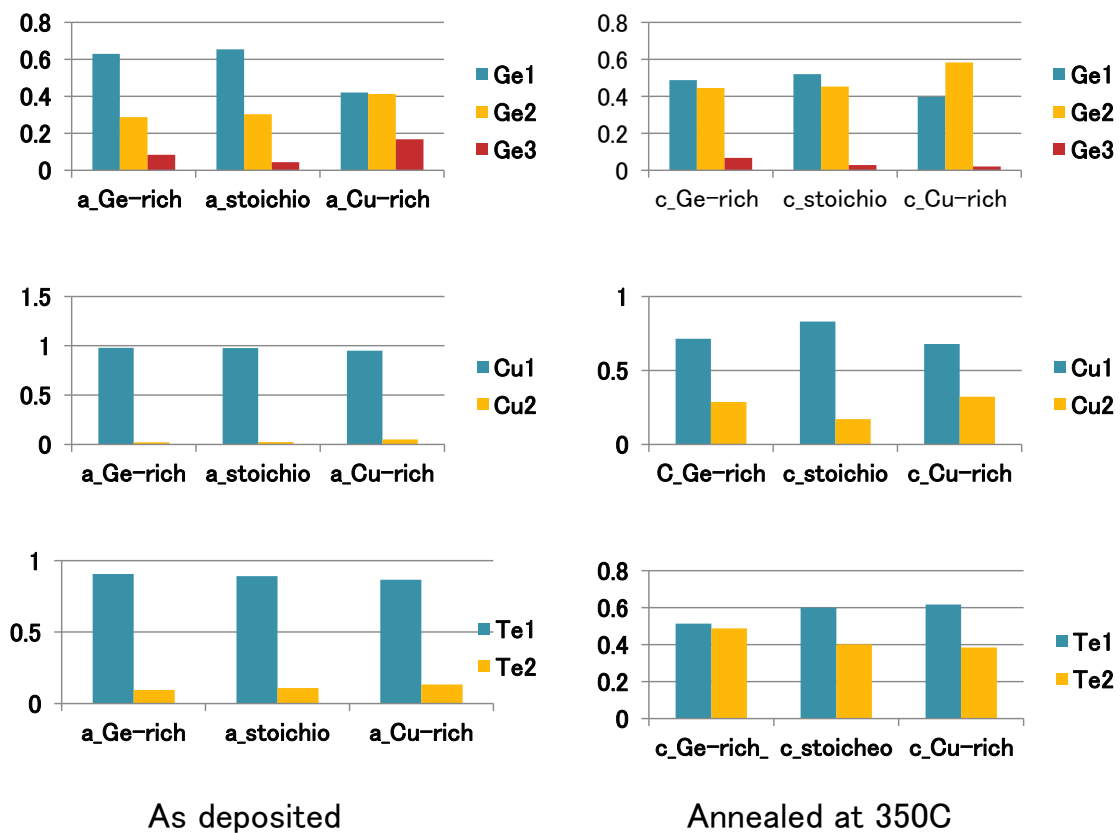 0.8
0.6
0.4
0.2
0
a_Ge-rich a_stoichio a_Cu-rich
Ge1
Ge2
Ge3
0.8
0.6
0.4
0.2
0
c_Ge-rich c_stoichio c_Cu-rich
Ge1
Ge2
Ge3
1.5
1
0.5
0
a_Ge-rich a_stoichio a_Cu-rich
Cu1
Cu2
1
0.5
0
C_Ge-rich c_stoichio c_Cu-rich
Cu1
Cu2
1
0.5
0
a_Ge-rich a_stoichio a_Cu-rich
Te1
Te2
0.8
0.6
0.4
0.2
0
c_Ge-rich_ c_stoicheo c_Cu-rich
Te1
Te2
As deposited
Annealed at 350C